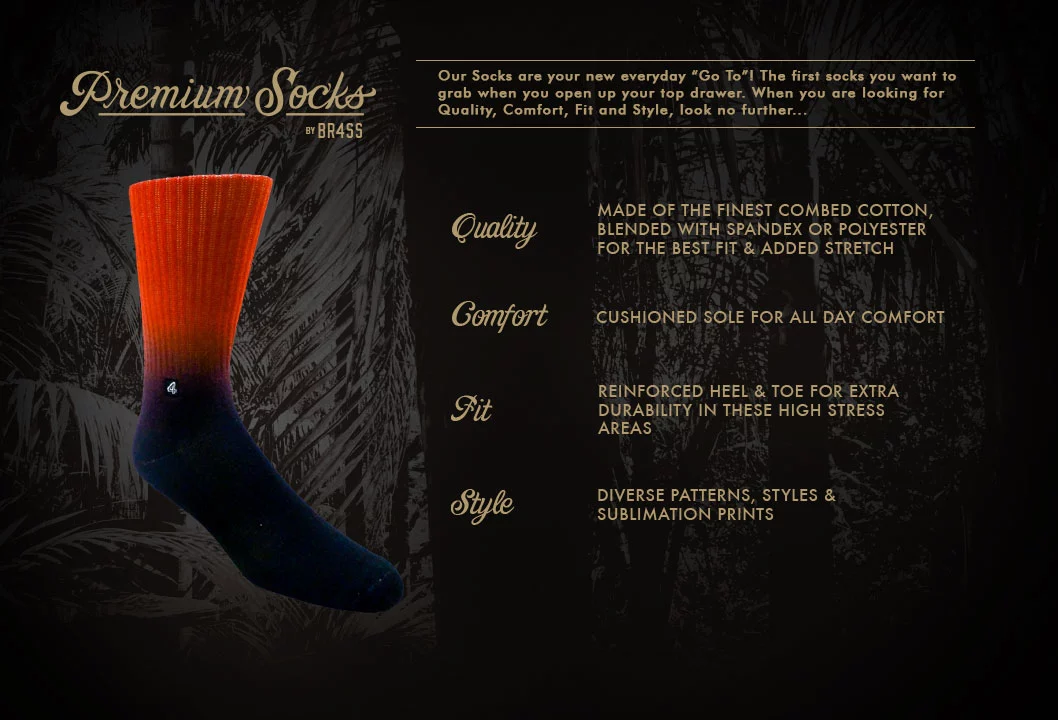 Premium Socks
BY BR4SS
Our Socks are your new everyday “Go To”! The first socks you want to
grab when you open up your top drawer. When you are looking for
Quality, Comfort, Fit and Style, look no further...
Quality
MADE OF THE FINEST COMBED COTTON,
BLENDED WITH SPANDEX OR POLYESTER
FOR THE BEST FIT & ADDED STRETCH
Comfort
CUSHIONED SOLE FOR ALL DAY COMFORT
4
Fit
REINFORCED HEEL & TOE FOR EXTRA
DURABILITY IN THESE HIGH STRESS
AREAS
Style
DIVERSE PATTERNS, STYLES &
SUBLIMATION PRINTS